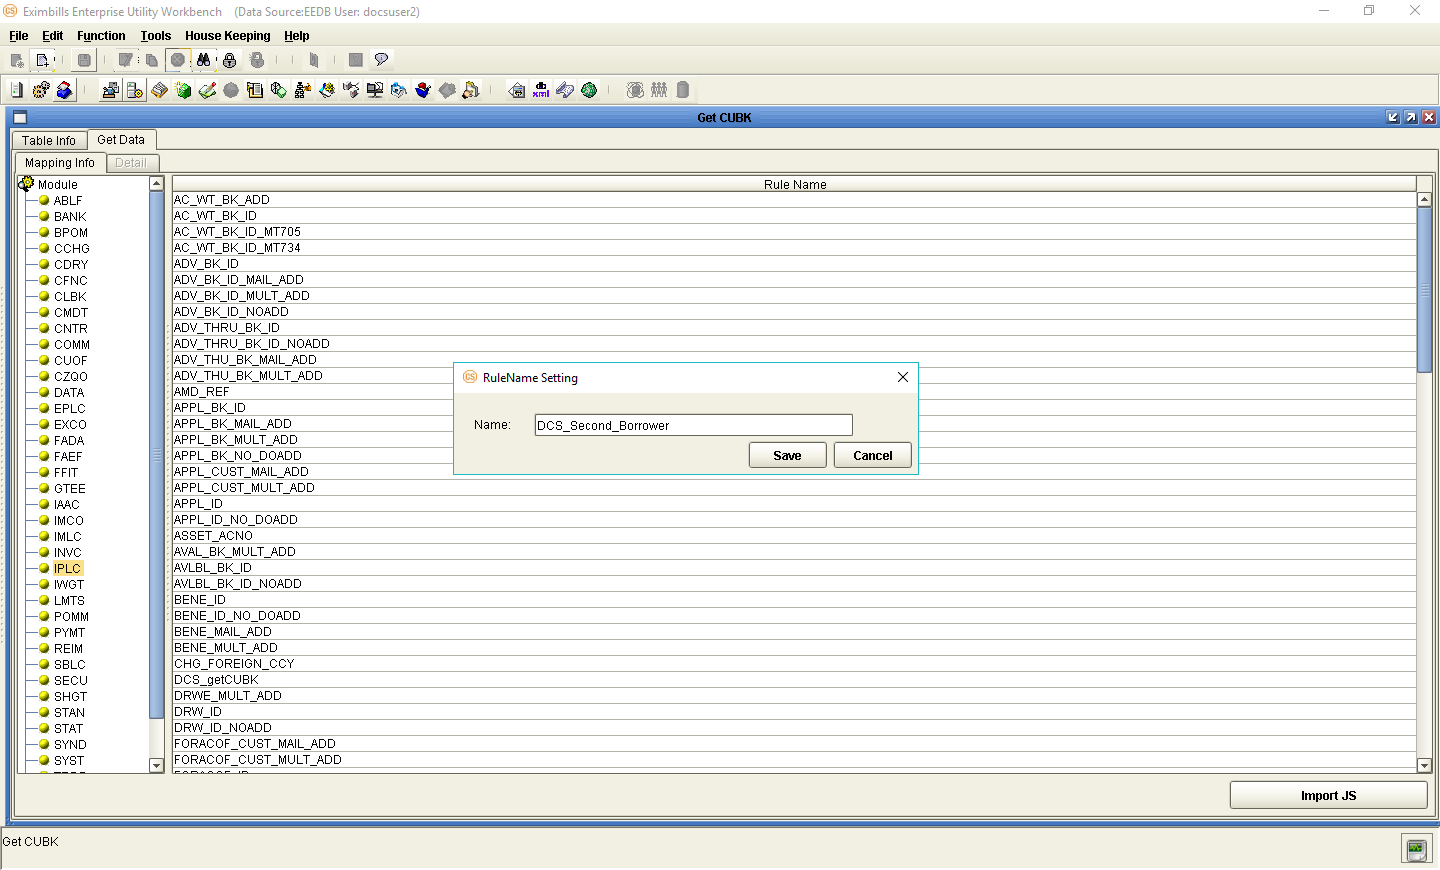 Eximbills Enterprise Utility Workbench (Data Source:EEDB User: docsuser2)
File Edit Function Tools House Keeping Help
Get CUBK
Table Info Get Data
Mapping Info Detail
Module
ABLF
BANK
BPOM
CCHG
CDRY
CFNC
CLBK
CMDT
CNTR
COMM
CUOF
CZQO
DATA
EPLC
EXCO
FADA
FAEF
FFIT
GTEE
IAAC
IMCO
IMLC
INVC
IPLC
IWGT
LMTS
POMM
PYMT
REIM
SBLC
SECU
SHGT
STAN
STAT
SYND
SYST
Rule Name
AC_WT_BK_ADD
AC_WT_BK_ID
AC_WT_BK_ID_MT705
AC_WT_BK_ID_MT734
ADV_BK_ID
ADV_BK_ID_MAIL_ADD
ADV_BK_ID_MULT_ADD
ADV_BK_ID_NOADD
ADV_THRU_BK_ID
ADV_THRU_BK_ID_NOADD
ADV_THU_BK_MAIL_ADD
ADV_THU_BK_MULT_ADD
AMD_REF
APPL_BK_ID
APPL_BK_MAIL_ADD
APPL_BK_MULT_ADD
APPL_BK_NO_DOADD
APPL_CUST_MAIL_ADD
APPL_CUST_MULT_ADD
APPL_ID
APPL_ID_NO_DOADD
ASSET_ACNO
AVAL_BK_MULT_ADD
AVLBL_BK_ID
AVLBL_BK_ID_NOADD
BENE_ID
BENE_ID_NO_DOADD
BENE_MAIL_ADD
BENE_MULT_ADD
CHG_FOREIGN_CCY
DCS_getCUBK
DRWE_MULT_ADD
DRW_ID
DRW_ID_NOADD
FORACOF_CUST_MAIL_ADD
FORACOF_CUST_MULT_ADD
RuleName Setting
Name: DCS_Second_Borrower
Save Cancel
Import JS
Get CUBK